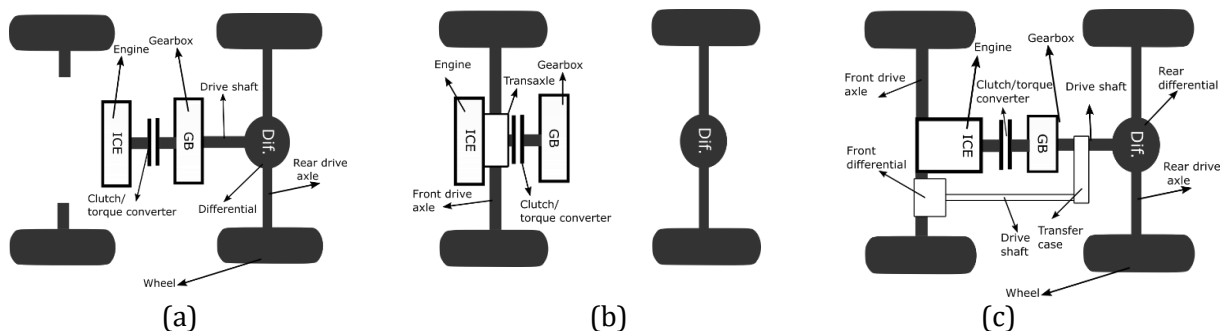 Engine
Gearbox
Drive shaft
ICE
GB
Dif.
Rear drive
axle
Clutch/
torque converter
Differential
Wheel
(a)
Engine
Gearbox
Transaxle
ICE
GB
Front drive
axle
Clutch/
torque converter
Dif.
(b)
Engine
Gearbox
Front drive
axle
Clutch/torque
converter
Drive shaft
Rear
differential
ICE
GB
Dif.
Front
differential
Rear drive
axle
Drive
shaft
Transfer
case
Wheel
(c)